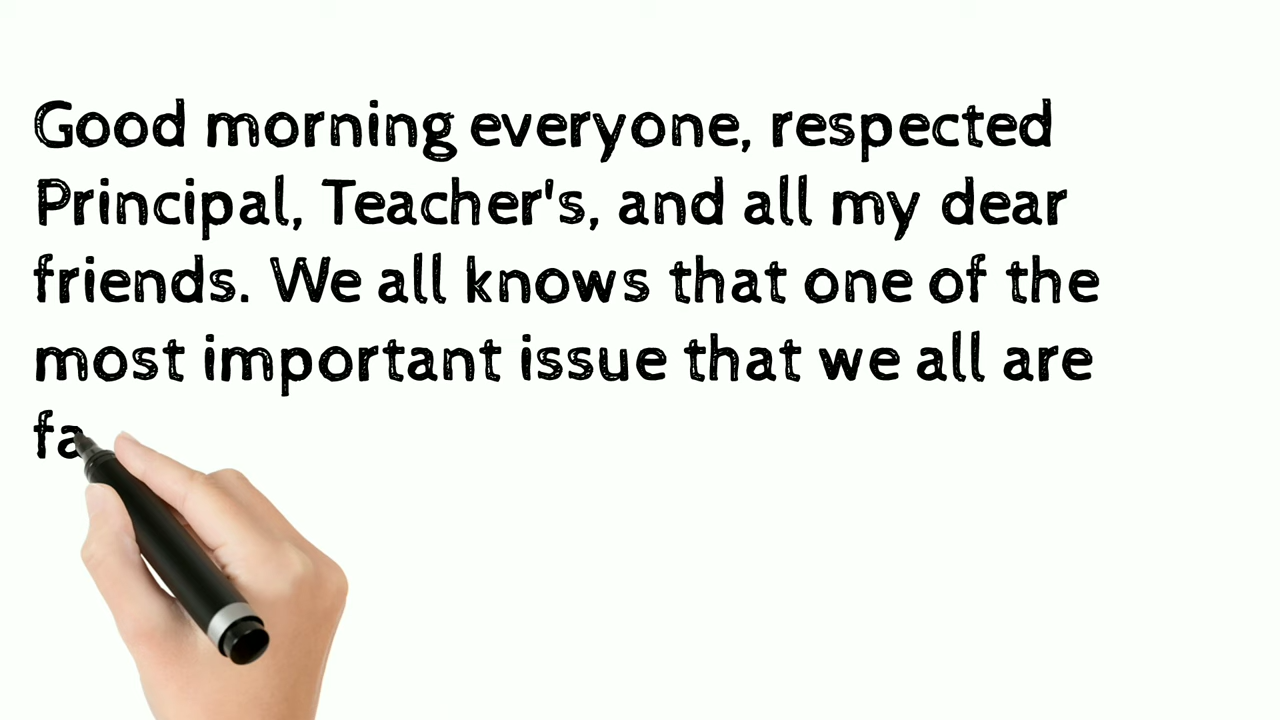 Good morning everyone, respected
Principal, Teacher's, and all my dear
friends. We all knows that one of the
most important issue that we all are
fa